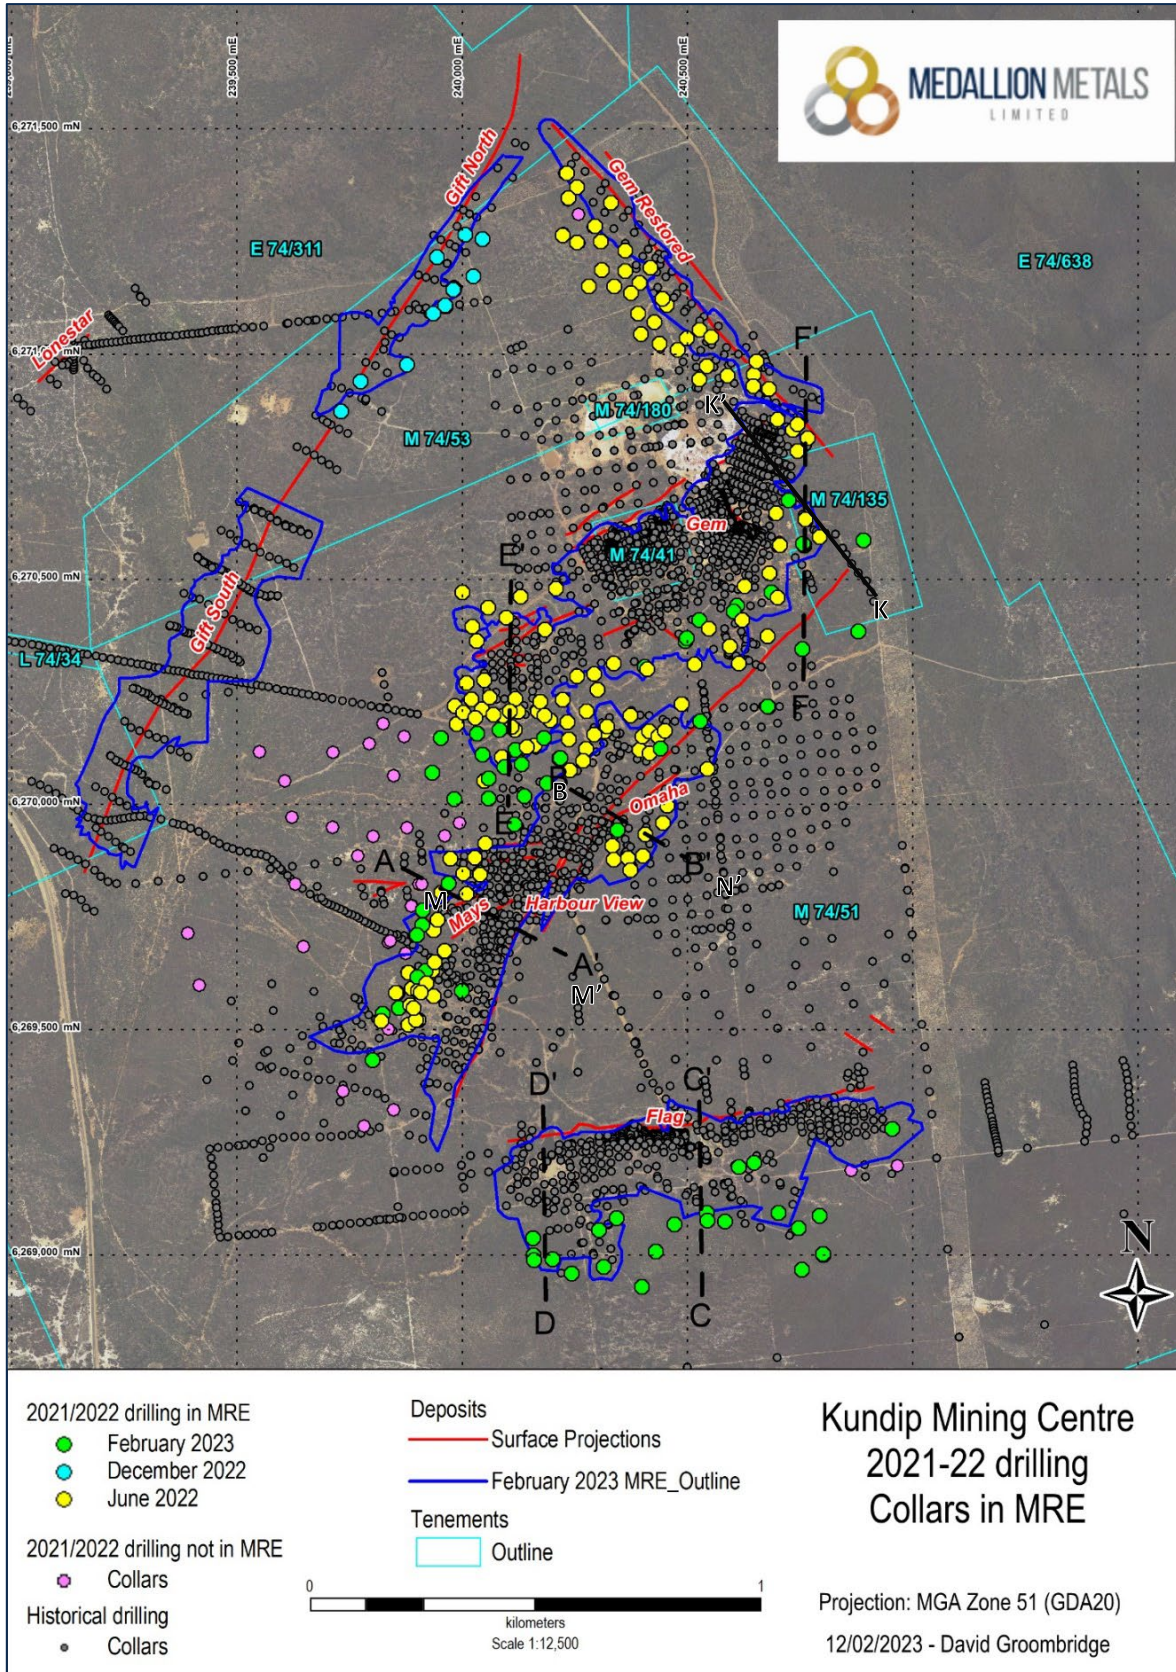 239,500 mE
240,000 mE
240,500 mE
MEDALLION METALS
LIMITED
6,271,500 mN
Gift North
Gem Restored
E 74/311
E 74/638
Lonestar
F'
K'
M 74/180
M 74/53
M 74/135
Gem
M 74/41
E'
6,270,500 mN
K
Gift South
L 74/34
F
B
6,270,000 mN
Omaha
E
A
B'
N'
M
Mays
Harbour View
M 74/51
A'
M'
6,269,500 mN
D'
C'
Flag
6,269,000 mN
N
D
C
2021/2022 drilling in MRE
February 2023
December 2022
June 2022
2021/2022 drilling not in MRE
Collars
Historical drilling
Collars
Deposits
Surface Projections
February 2023 MRE_Outline
Tenements
Outline
0
1
kilometers
Scale 1:12,500
Kundip Mining Centre
2021-22 drilling
Collars in MRE
Projection: MGA Zone 51 (GDA20)
12/02/2023 - David Groombridge